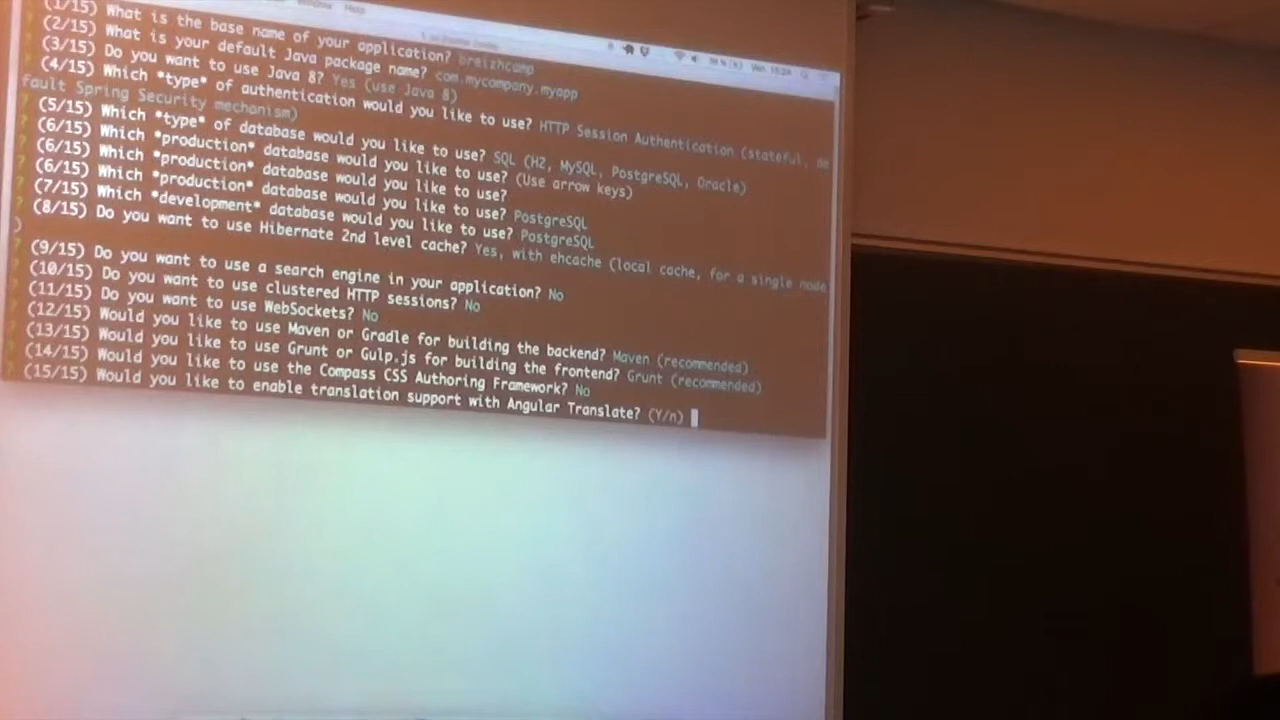 Window Help
(1/15) What is the base name of your application? breizhcamp
? (2/15) What is your default Java package name? com.mycompany.myapp
? (3/15) Do you want to use Java 8? Yes (use Java 8)
? (4/15) Which *type* of authentication would you like to use? HTTP Session Authentication (stateful, de
fault Spring Security mechanism)
? (5/15) Which *type* of database would you like to use? SQL (H2, MySQL, PostgreSQL, Oracle)
? (6/15) Which *production* database would you like to use? (Use arrow keys)
? (6/15) Which *production* database would you like to use?
? (6/15) Which *production* database would you like to use? PostgreSQL
? (7/15) Which *development* database would you like to use? PostgreSQL
? (8/15) Do you want to use Hibernate 2nd level cache? Yes, with ehcache (local cache, for a single node
)
? (9/15) Do you want to use a search engine in your application? No
? (10/15) Do you want to use clustered HTTP sessions? No
? (11/15) Do you want to use WebSockets? No
? (12/15) Would you like to use Maven or Gradle for building the backend? Maven (recommended)
? (13/15) Would you like to use Grunt or Gulp.js for building the frontend? Grunt (recommended)
? (14/15) Would you like to use the Compass CSS Authoring Framework? No
? (15/15) Would you like to enable translation support with Angular Translate? (Y/n)